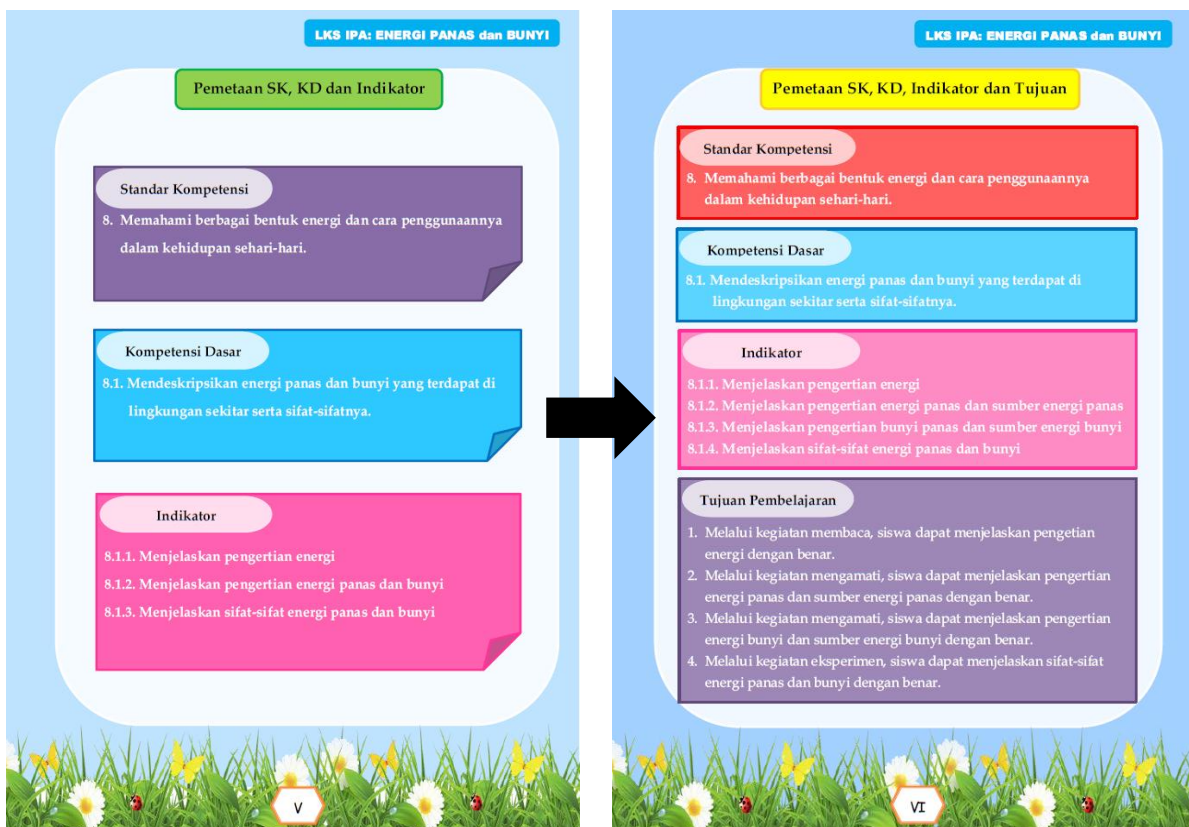 LKS IPA: ENERGI PANAS dan BUNYI
Pemetaan SK, KD dan Indikator
Standar Kompetensi
8. Memahami berbagai bentuk energi dan cara penggunaannya
dalam kehidupan sehari-hari.
Kompetensi Dasar
8.1. Mendeskripsikan energi panas dan bunyi yang terdapat di
lingkungan sekitar serta sifat-sifatnya.
Indikator
8.1.1. Menjelaskan pengertian energi
8.1.2. Menjelaskan pengertian energi panas dan bunyi
8.1.3. Menjelaskan sifat-sifat energi panas dan bunyi
V
LKS IPA: ENERGI PANAS dan BUNYI
Pemetaan SK, KD, Indikator dan Tujuan
Standar Kompetensi
8. Memahami berbagai bentuk energi dan cara penggunaannya
dalam kehidupan sehari-hari.
Kompetensi Dasar
8.1. Mendeskripsikan energi panas dan bunyi yang terdapat di
lingkungan sekitar serta sifat-sifatnya.
Indikator
8.1.1. Menjelaskan pengertian energi
8.1.2. Menjelaskan pengertian energi panas dan sumber energi panas
8.1.3. Menjelaskan pengertian bunyi panas dan sumber energi bunyi
8.1.4. Menjelaskan sifat-sifat energi panas dan bunyi
Tujuan Pembelajaran
1. Melalui kegiatan membaca, siswa dapat menjelaskan pengetian
energi dengan benar.
2. Melalui kegiatan mengamati, siswa dapat menjelaskan pengertian
energi panas dan sumber energi panas dengan benar.
3. Melalui kegiatan mengamati, siswa dapat menjelaskan pengertian
energi bunyi dan sumber energi bunyi dengan benar.
4. Melalui kegiatan eksperimen, siswa dapat menjelaskan sifat-sifat
energi panas dan bunyi dengan benar.
VI